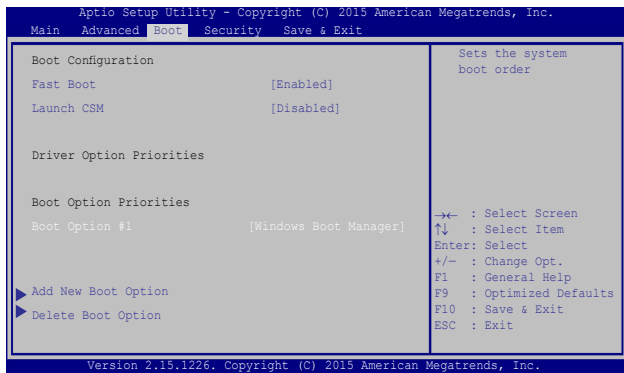 Aptio Setup Utility - Copyright (C) 2015 American Megatrends, Inc.
Main Advanced Boot Security Save & Exit
Boot Configuration
Fast Boot [Enabled]
Launch CSM [Disabled]
Driver Option Priorities
Boot Option Priorities
Boot Option #1 [Windows Boot Manager]
Add New Boot Option
Delete Boot Option
Sets the system
boot order
→← : Select Screen
↑↓ : Select Item
Enter: Select
+/— : Change Opt.
F1 : General Help
F9 : Optimized Defaults
F10 : Save & Exit
ESC : Exit
Version 2.15.1226. Copyright (C) 2015 American Megatrends, Inc.